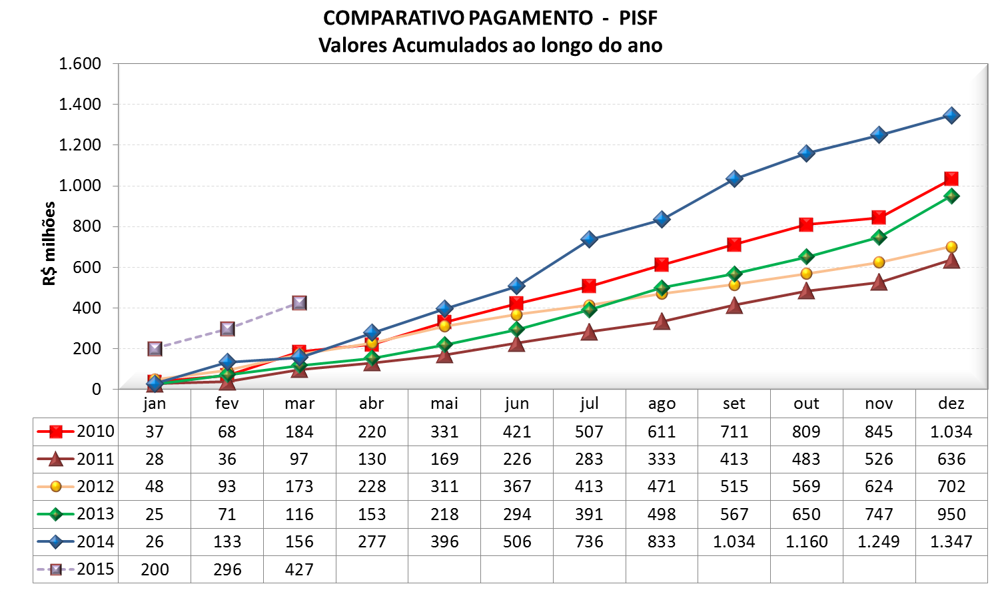 COMPARATIVO PAGAMENTO - PISF
Valores Acumulados ao longo do ano
R$ milhões
1.600
1.400
1.200
1.000
800
600
400
200
0
jan fev mar abr mai jun jul ago set out nov dez
2010 37 68 184 220 331 421 507 611 711 809 845 1.034
2011 28 36 97 130 169 226 283 333 413 483 526 636
2012 48 93 173 228 311 367 413 471 515 569 624 702
2013 25 71 116 153 218 294 391 498 567 650 747 950
2014 26 133 156 277 396 506 736 833 1.034 1.160 1.249 1.347
2015 200 296 427